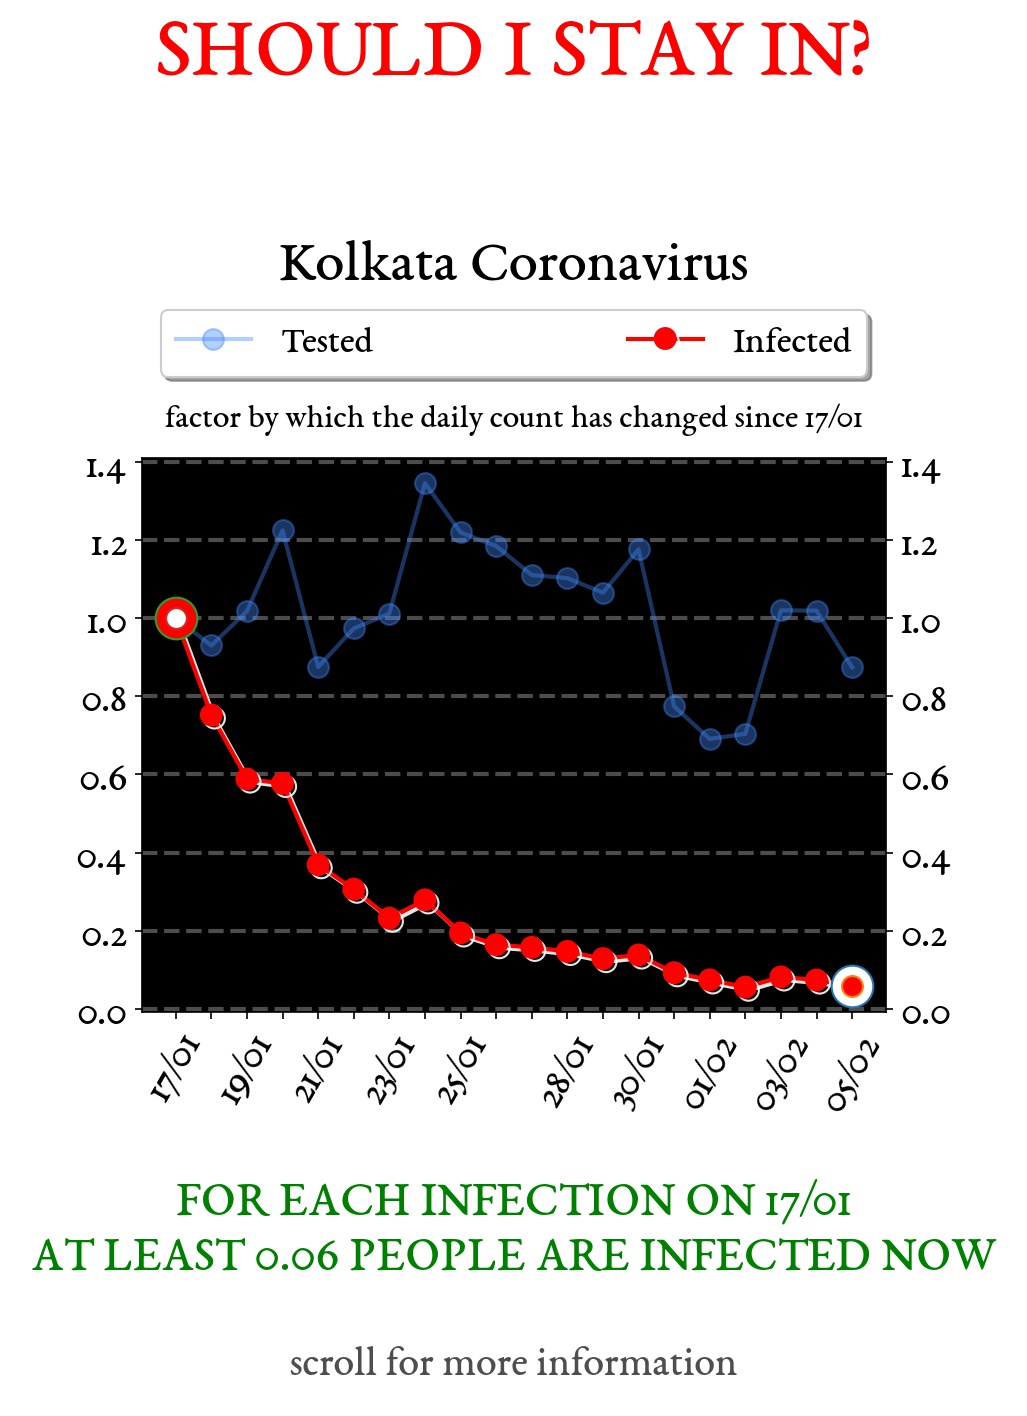 SHOULD I STAY IN?
Kolkata Coronavirus
Tested Infected
factor by which the daily count has changed since 17/01
1.4 1.4
1.2 1.2
1.0 1.0
0.8 0.8
0.6 0.6
0.4 0.4
0.2 0.2
0.0 0.0
17/01 19/01 21/01 23/01 25/01 28/01 30/01 01/02 03/02 05/02
FOR EACH INFECTION ON 17/01
AT LEAST 0.06 PEOPLE ARE INFECTED NOW
scroll for more information